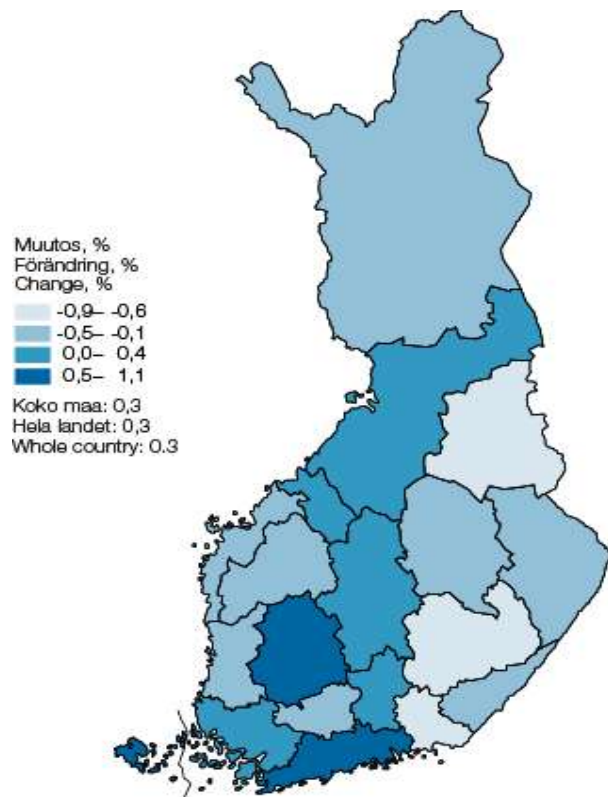 Muutos, %
Förändring, %
Change, %
-0,9– -0,6
-0,5– -0,1
0,0– 0,4
0,5– 1,1
Koko maa: 0,3
Hela landet: 0,3
Whole country: 0.3